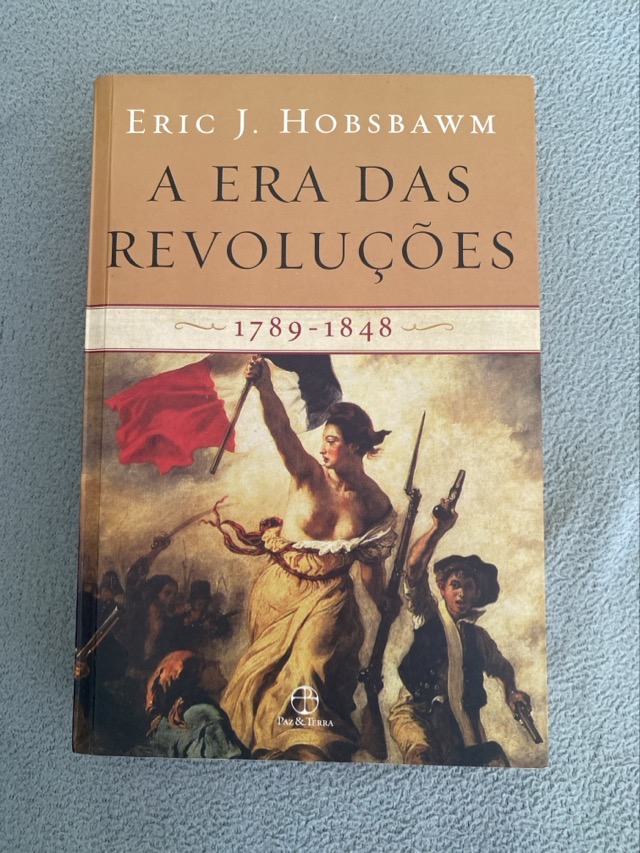 ERIC J. HOBSBAWM
A ERA DAS
REVOLUÇÕES
1789-1848
PAZ & TERRA